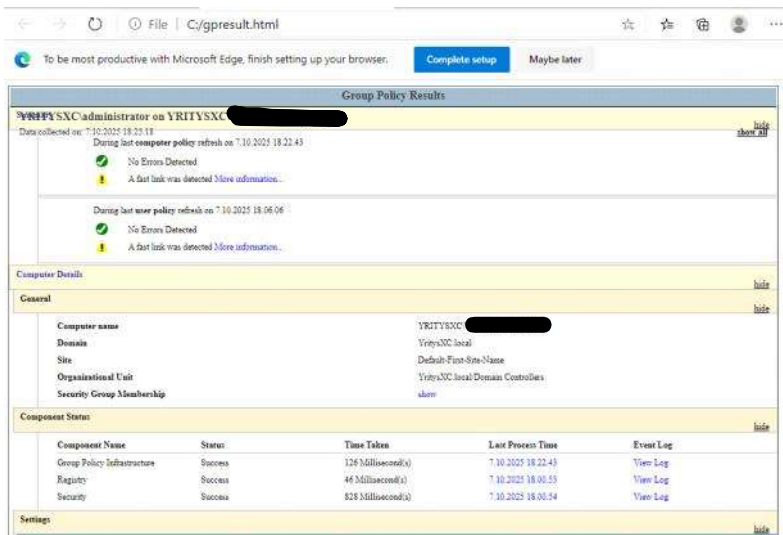 File C:/gpresult.html
To be most productive with Microsoft Edge, finish setting up your browser. Complete setup Maybe later
Group Policy Results
YRITYSXC\administrator on YRITYSXC
hide
Data collected on: 7.10.2025 18.23.18
show all
During last computer policy refresh on 7.10.2025 18.22.43
No Errors Detected
A fast link was detected More information...
During last user policy refresh on 7.10.2025 18.06.06
No Errors Detected
A fast link was detected More information...
Computer Details
hide
General
hide
Computer name YRITYSXC
Domain YritysXC.local
Site Default-First-Site-Name
Organizational Unit YritysXC.local/Domain Controllers
Security Group Membership show
Component Status
hide
Component Name Status Time Taken Last Process Time Event Log
Group Policy Infrastructure Success 126 Millisecond(s) 7.10.2025 18.22.43 View Log
Registry Success 46 Millisecond(s) 7.10.2025 18.00.53 View Log
Security Success 828 Millisecond(s) 7.10.2025 18.00.54 View Log
Settings
hide